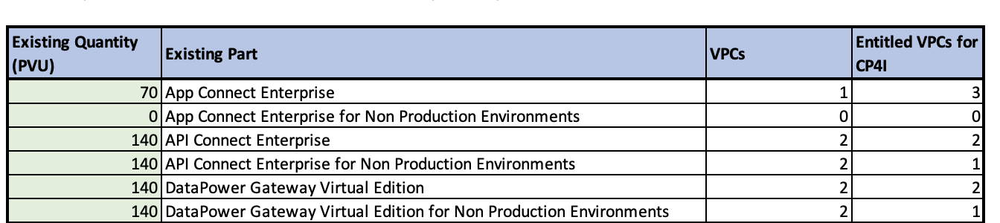 Existing Quantity (PVU) Existing Part VPCs Entitled VPCs for CP4I
70 App Connect Enterprise 1 3
0 App Connect Enterprise for Non Production Environments 0 0
140 API Connect Enterprise 2 2
140 API Connect Enterprise for Non Production Environments 2 1
140 DataPower Gateway Virtual Edition 2 2
140 DataPower Gateway Virtual Edition for Non Production Environments 2 1